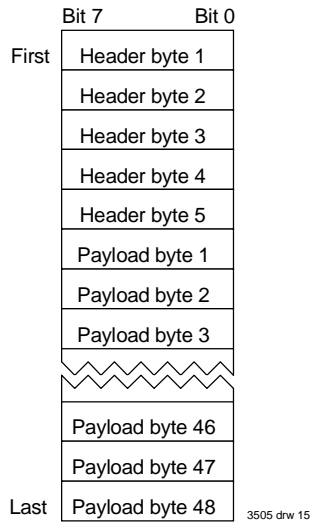 Bit 7 Bit 0
First Header byte 1
Header byte 2
Header byte 3
Header byte 4
Header byte 5
Payload byte 1
Payload byte 2
Payload byte 3
Payload byte 46
Payload byte 47
Last Payload byte 48 3505 drw 15